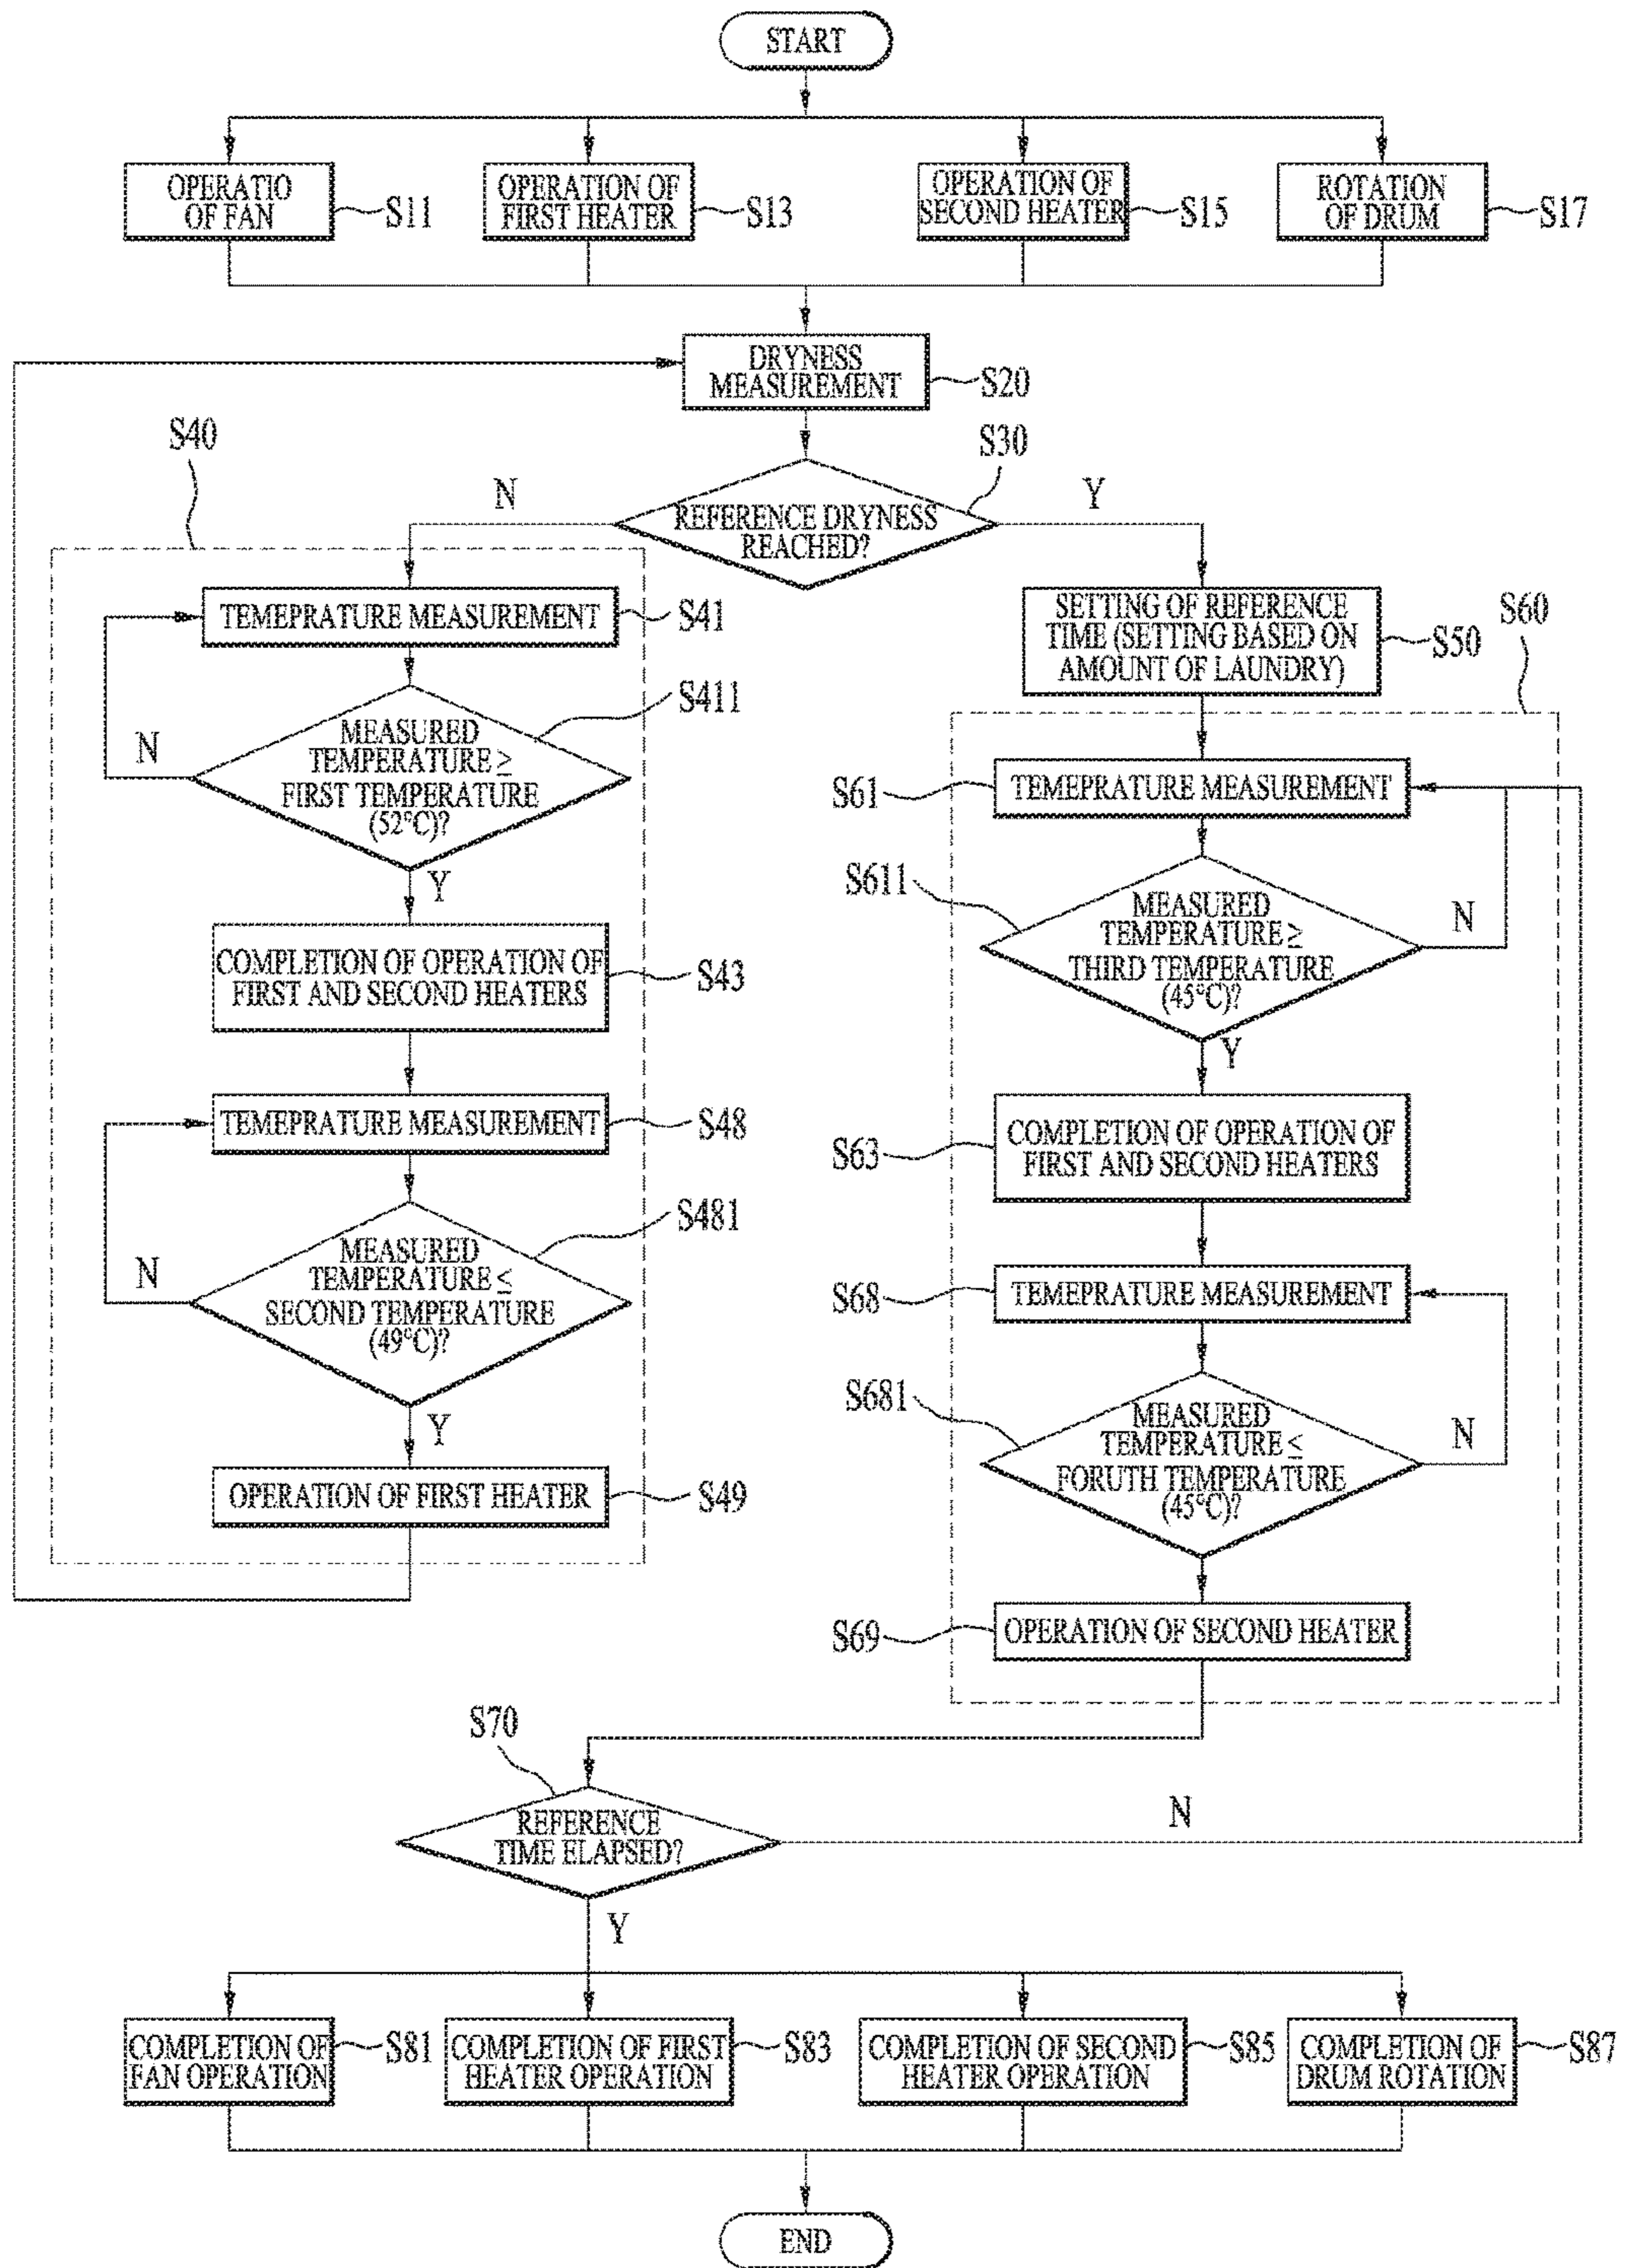 START
OPERATIO
OF FAN
S11
OPERATION OF
FIRST HEATER
S13
OPERATION OF
SECOND HEATER
S15
ROTATION
OF DRUM
S17
DRYNESS
MEASUREMENT
S20
S30
REFERENCE DRYNESS
REACHED?
N
Y
S40
TEMEPRATURE MEASUREMENT
S41
MEASURED
TEMPERATURE ≥
FIRST TEMPERATURE
(52°C)?
S411
N
Y
COMPLETION OF OPERATION OF
FIRST AND SECOND HEATERS
S43
TEMEPRATURE MEASUREMENT
S48
MEASURED
TEMPERATURE ≤
SECOND TEMPERATURE
(49°C)?
S481
N
Y
OPERATION OF FIRST HEATER
S49
SETTING OF REFERENCE
TIME (SETTING BASED ON
AMOUNT OF LAUNDRY)
S50
S60
S61
TEMEPRATURE MEASUREMENT
S611
MEASURED
TEMPERATURE ≥
THIRD TEMPERATURE
(45°C)?
N
Y
S63
COMPLETION OF OPERATION OF
FIRST AND SECOND HEATERS
S68
TEMEPRATURE MEASUREMENT
S681
MEASURED
TEMPERATURE ≤
FORUTH TEMPERATURE
(45°C)?
N
S69
OPERATION OF SECOND HEATER
S70
REFERENCE
TIME ELAPSED?
N
Y
COMPLETION OF
FAN OPERATION
S81
COMPLETION OF FIRST
HEATER OPERATION
S83
COMPLETION OF SECOND
HEATER OPERATION
S85
COMPLETION OF
DRUM ROTATION
S87
END